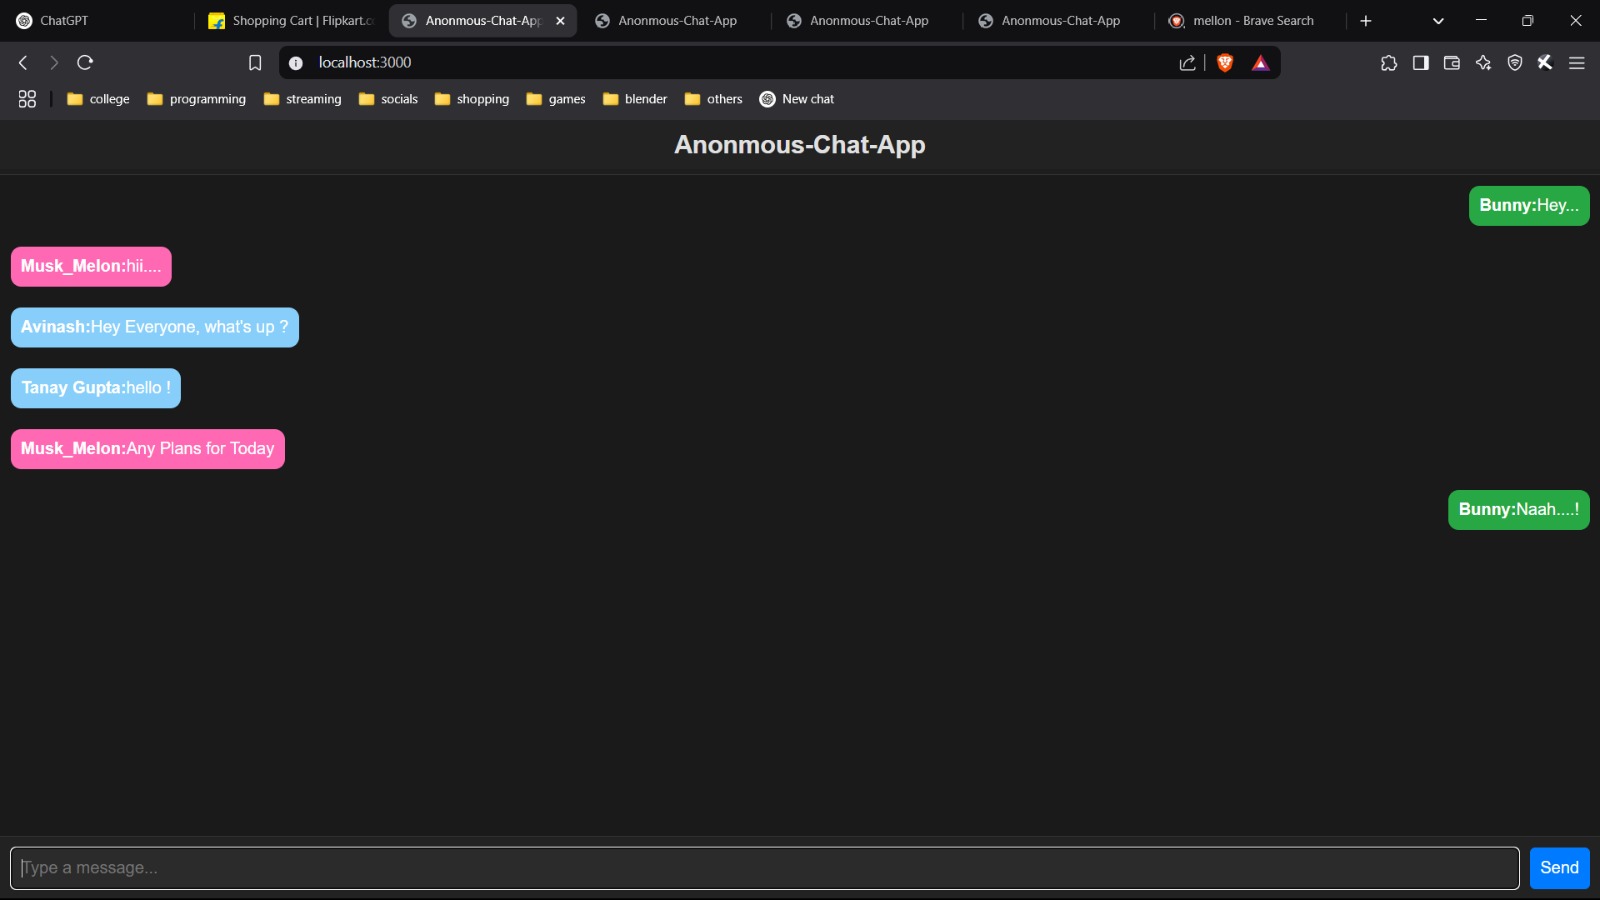 ChatGPT
Shopping Cart | Flipkart.c
Anonmous-Chat-App
Anonmous-Chat-App
Anonmous-Chat-App
Anonmous-Chat-App
mellon - Brave Search
localhost:3000
college
programming
streaming
socials
shopping
games
blender
others
New chat
Anonmous-Chat-App
Bunny:Hey...
Musk_Melon:hii....
Avinash:Hey Everyone, what's up ?
Tanay Gupta:hello !
Musk_Melon:Any Plans for Today
Bunny:Naah....!
Type a message...
Send